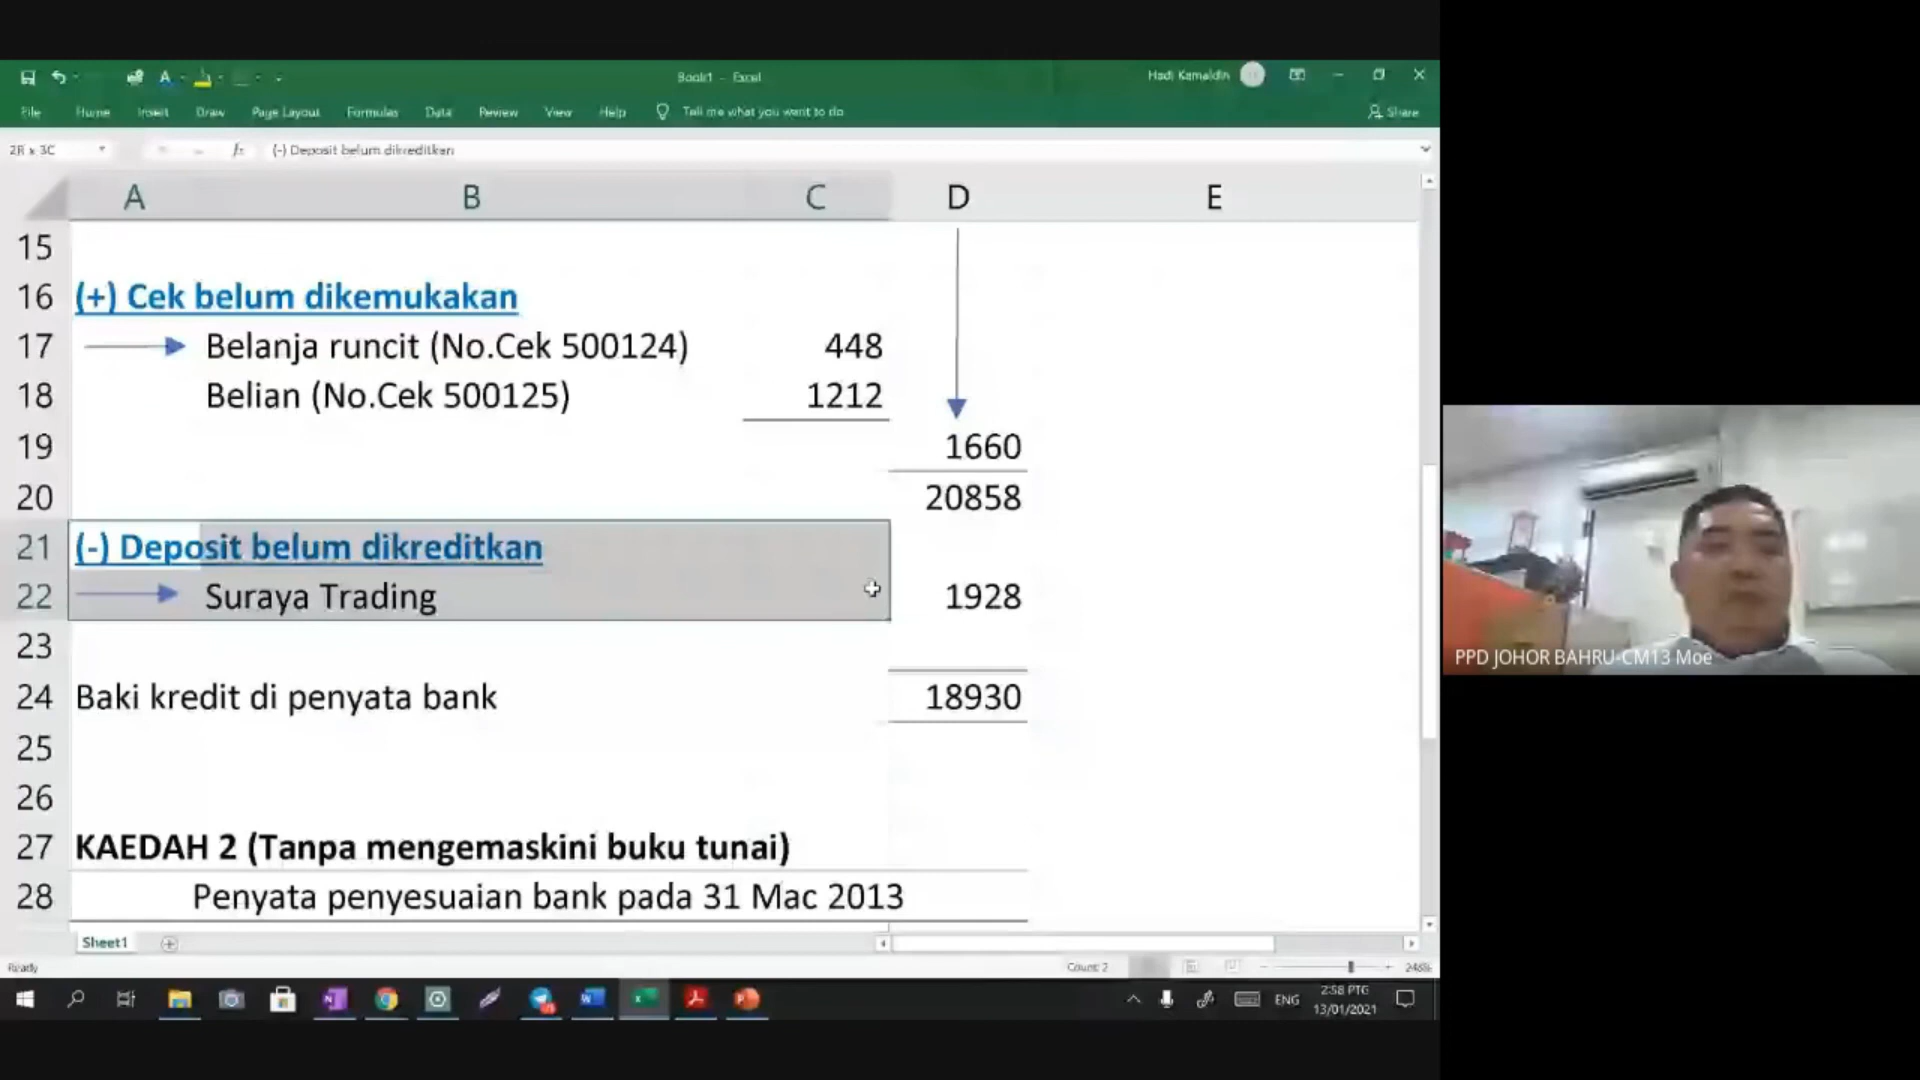 Book1 - Excel
Hadi Kamaldin
File Home Insert Draw Page Layout Formulas Data Review View Help Tell me what you want to do
Share
2R x 3C
fx
(-) Deposit belum dikreditkan
A B C D E
15
16 (+) Cek belum dikemukakan
17 Belanja runcit (No.Cek 500124) 448
18 Belian (No.Cek 500125) 1212
19 1660
20 20858
21 (-) Deposit belum dikreditkan
22 Suraya Trading 1928
23
24 Baki kredit di penyata bank 18930
25
26
27 KAEDAH 2 (Tanpa mengemaskini buku tunai)
28 Penyata penyesuaian bank pada 31 Mac 2013
Sheet1
Ready
Count: 2
246%
ENG
2:58 PTG
13/01/2021
PPD JOHOR BAHRU-CM13 Moe